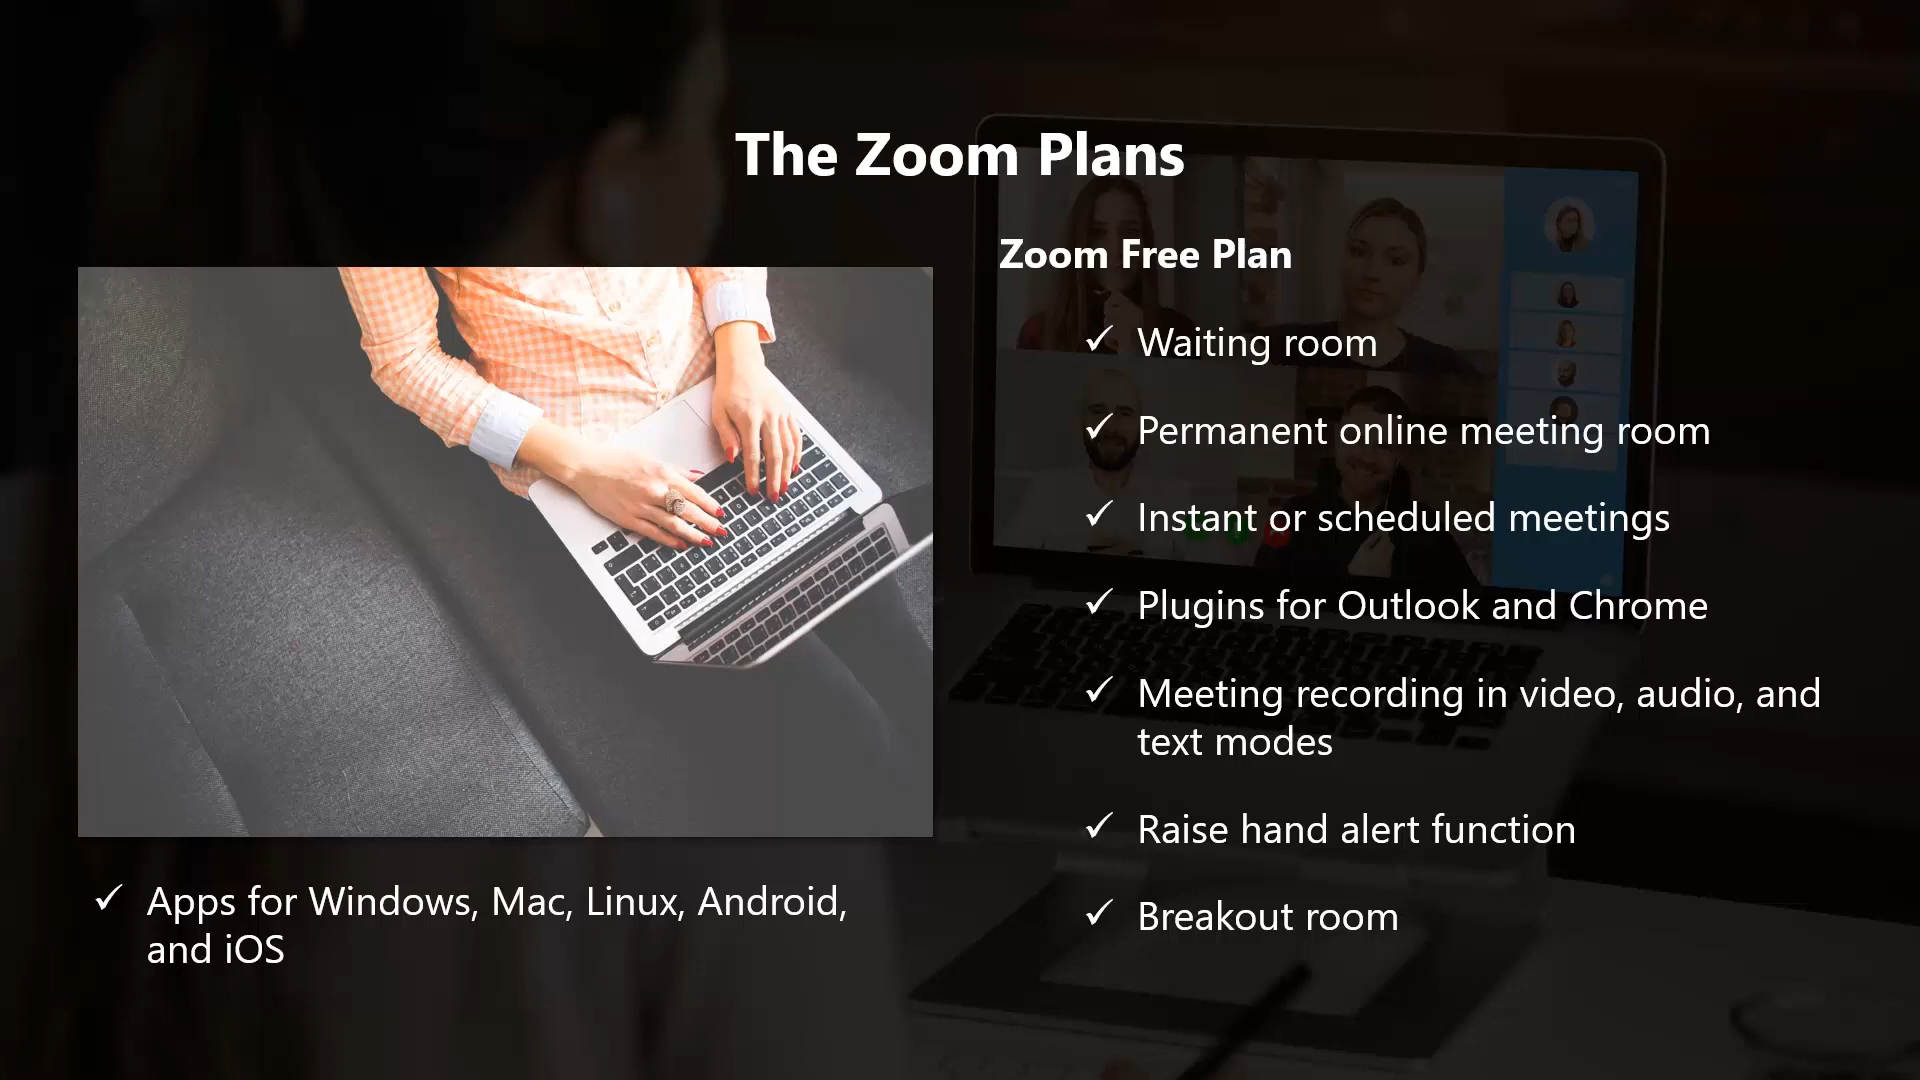 The Zoom Plans
Zoom Free Plan
✓ Waiting room
✓ Permanent online meeting room
✓ Instant or scheduled meetings
✓ Plugins for Outlook and Chrome
✓ Meeting recording in video, audio, and
text modes
✓ Raise hand alert function
✓ Breakout room
✓ Apps for Windows, Mac, Linux, Android,
and iOS